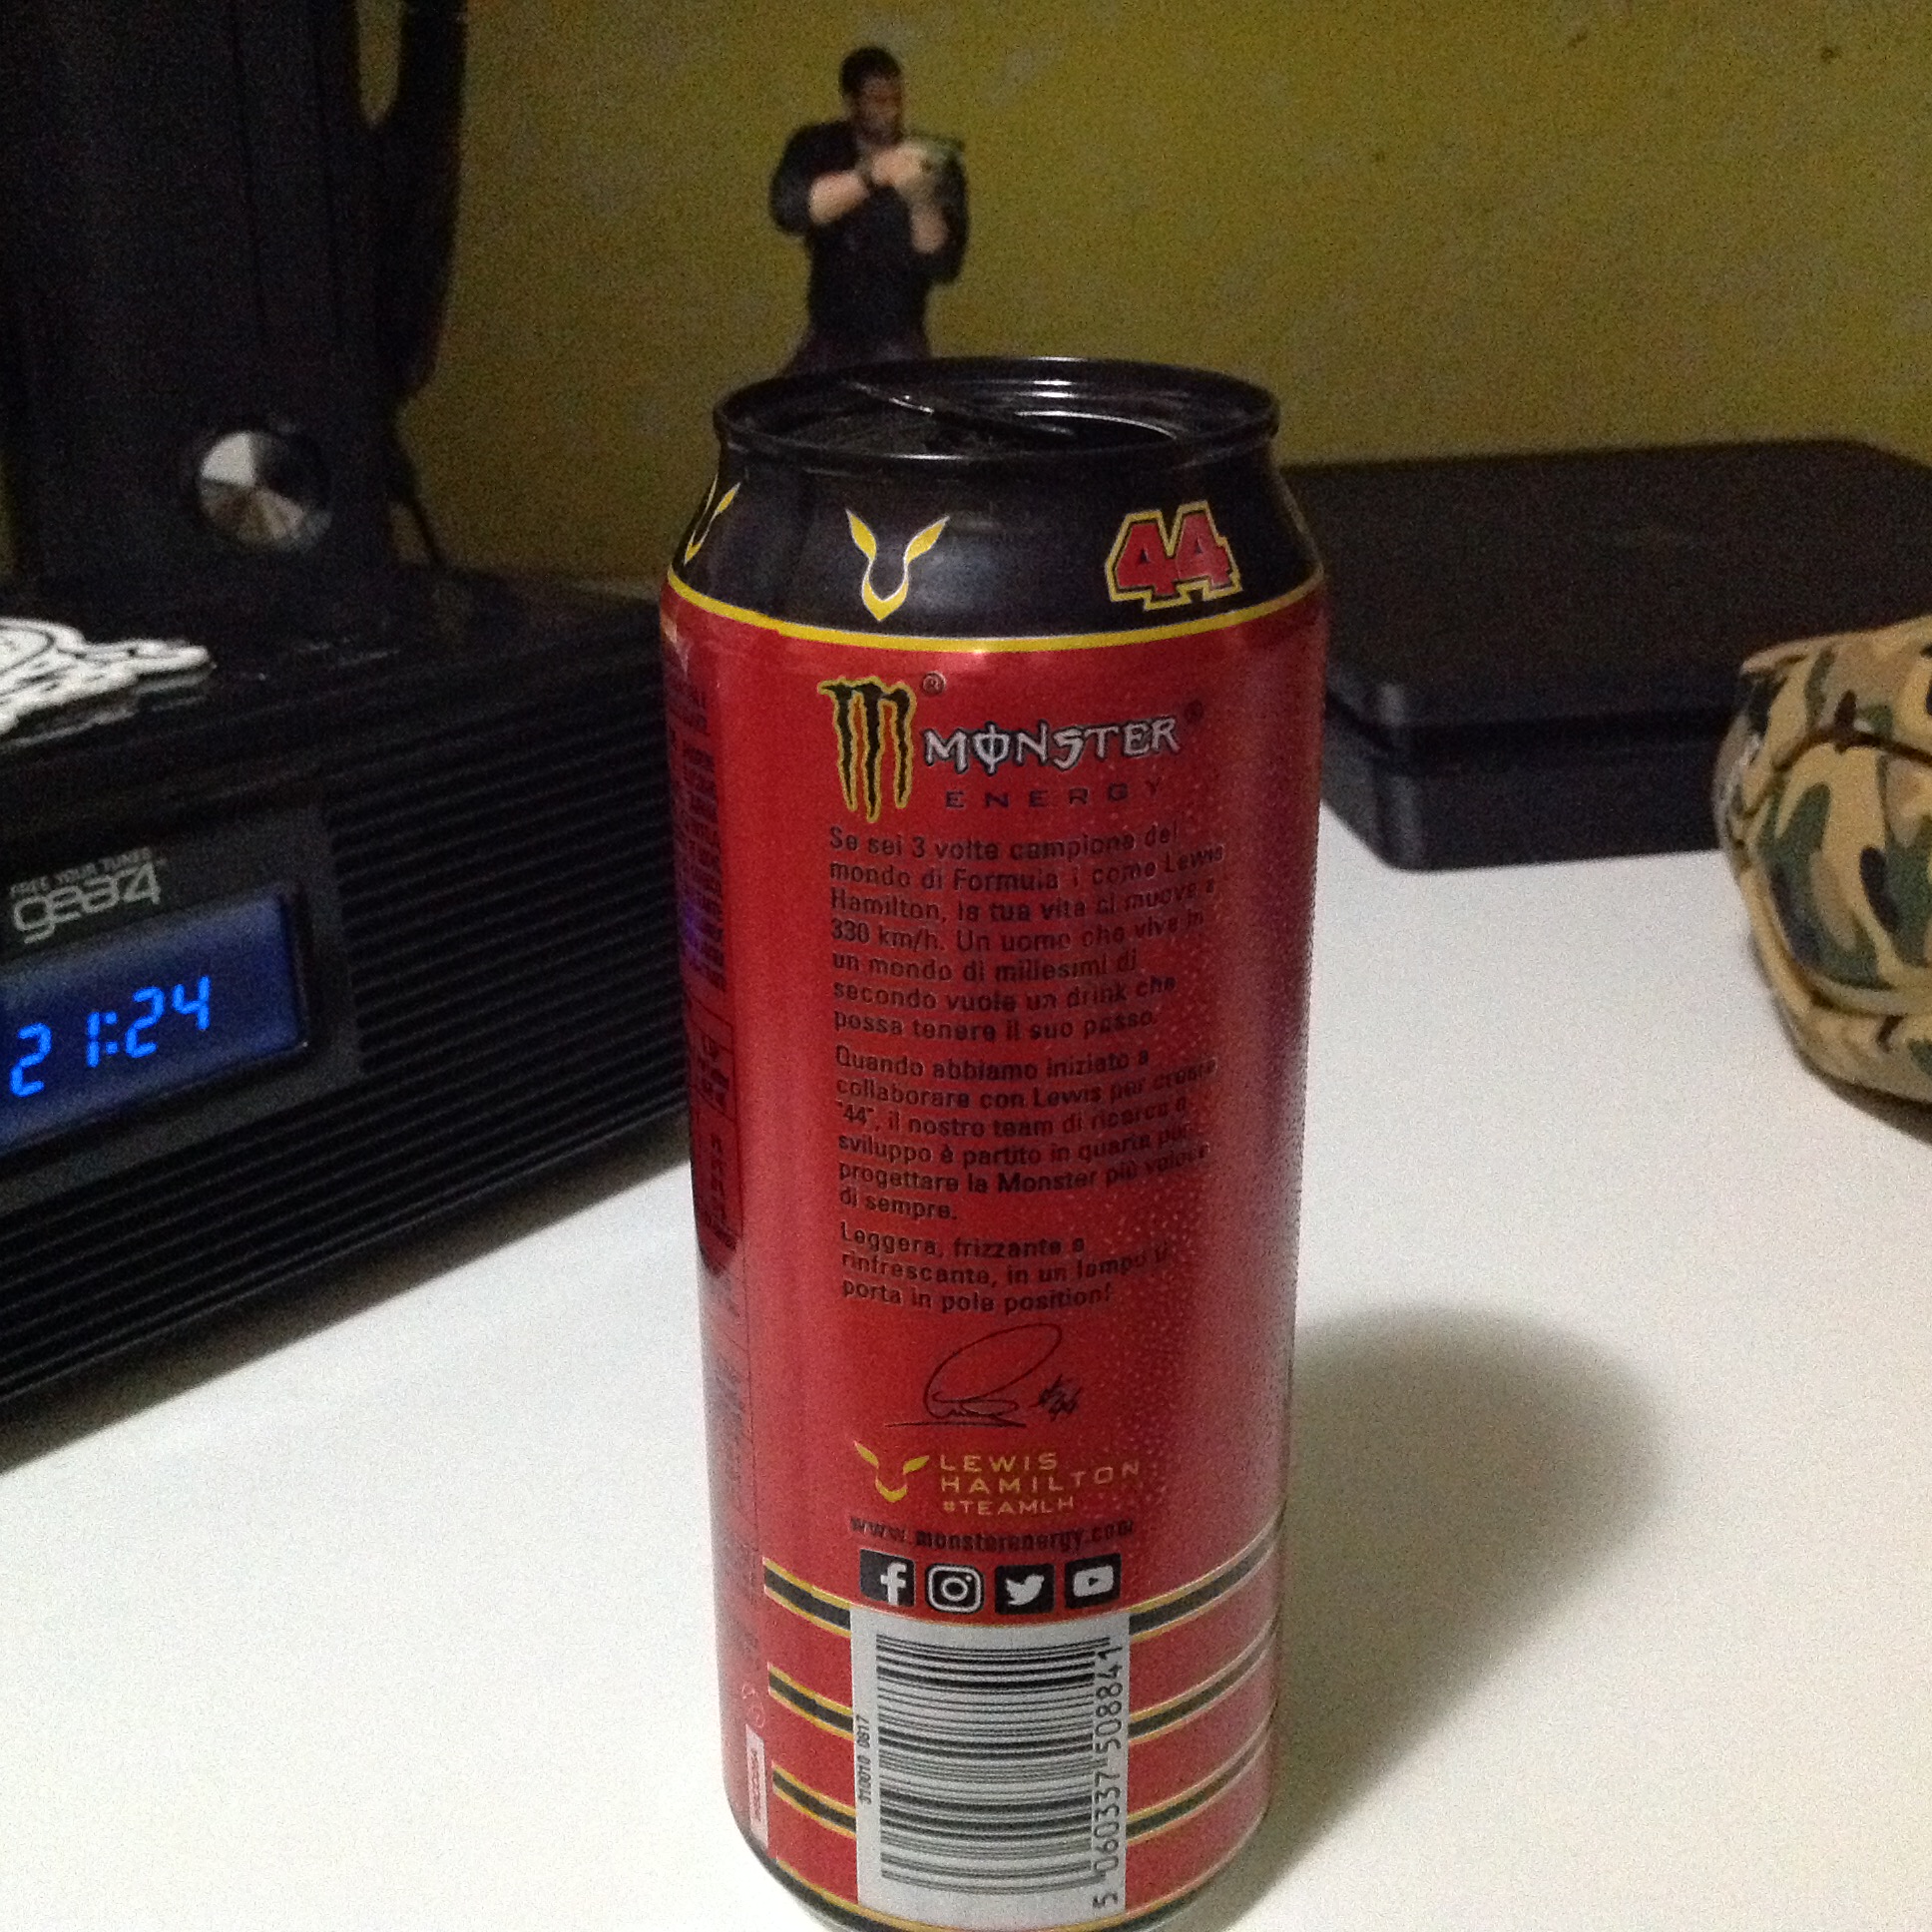 44
MONSTER
ENERGY
Se sei 3 volte campione del
mondo di Formula 1 come Lewis
Hamilton, la tua vita si muove a
330 km/h. Un uomo che vive in
un mondo di millesimi di
secondo vuole un drink che
possa tenere il suo passo.
Quando abbiamo iniziato a
collaborare con Lewis per creare
"44", il nostro team di ricerca e
sviluppo è partito in quarta per
progettare la Monster più veloce
di sempre.
Leggera, frizzante e
rinfrescante, in un lampo ti
porta in pole position!
#44
LEWIS
HAMILTON
#TEAMLH
www.monsterenergy.com
5 060337 508841
FREE YOUR TUNES
gear4
21:24